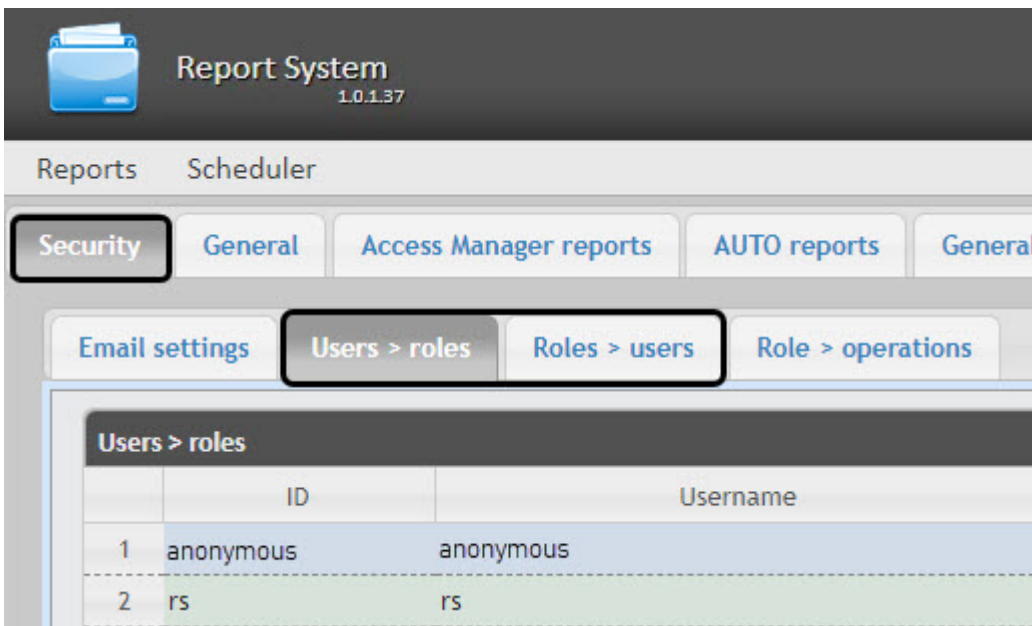 Report System
1.0.1.37
Reports Scheduler
Security General Access Manager reports AUTO reports General
Email settings Users > roles Roles > users Role > operations
Users > roles
ID Username
1 anonymous anonymous
2 rs rs